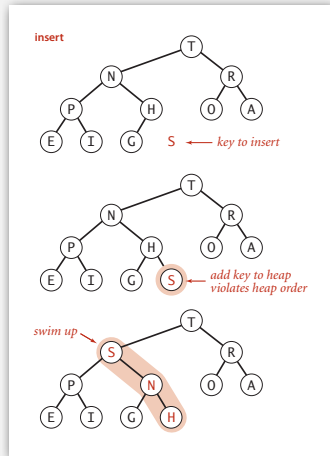 insert
T
N R
P H O A
E I G S key to insert
T
N R
P H O A
E I G S add key to heap
violates heap order
swim up
T
S R
P N O A
E I G H